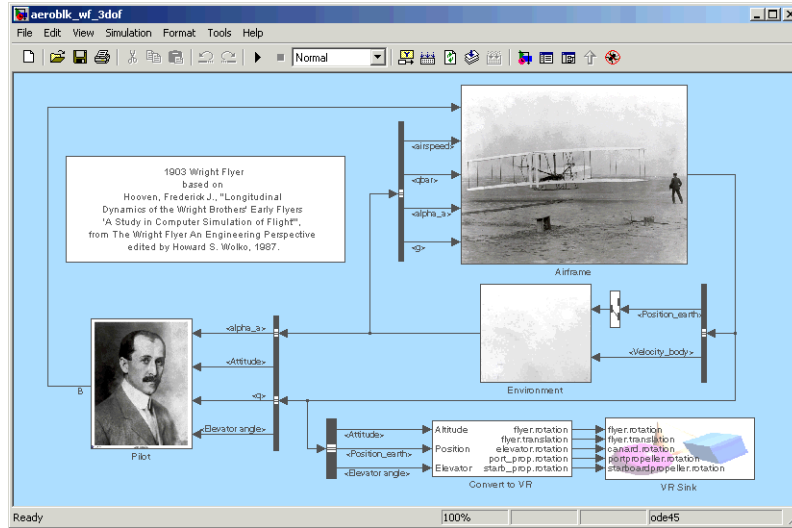 aeroblk_wf_3dof
File Edit View Simulation Format Tools Help
Normal
1903 Wright Flyer
based on
Hooven, Frederick J., "Longitudinal
Dynamics of the Wright Brothers' Early Flyers
'A Study in Computer Simulation of Flight'",
from The Wright Flyer An Engineering Perspective
edited by Howard S. Wolko, 1987.
<airspeed>
<qbar>
<alpha_a>
<g>
Airframe
<Position_earth>
<Velocity_body>
Environment
<alpha_a>
<Attitude>
<q>
<Elevator angle>
B
Pilot
<Attitude>
<Position_earth>
<Elevator angle>
Altitude
Position
Elevator
flyer.rotation
flyer.translation
elevator.rotation
port_prop.rotation
starb_prop.rotation
Convert to VR
flyer.rotation
flyer.translation
canard.rotation
portpropeller.rotation
starboardpropeller.rotation
VR Sink
Ready 100% ode45